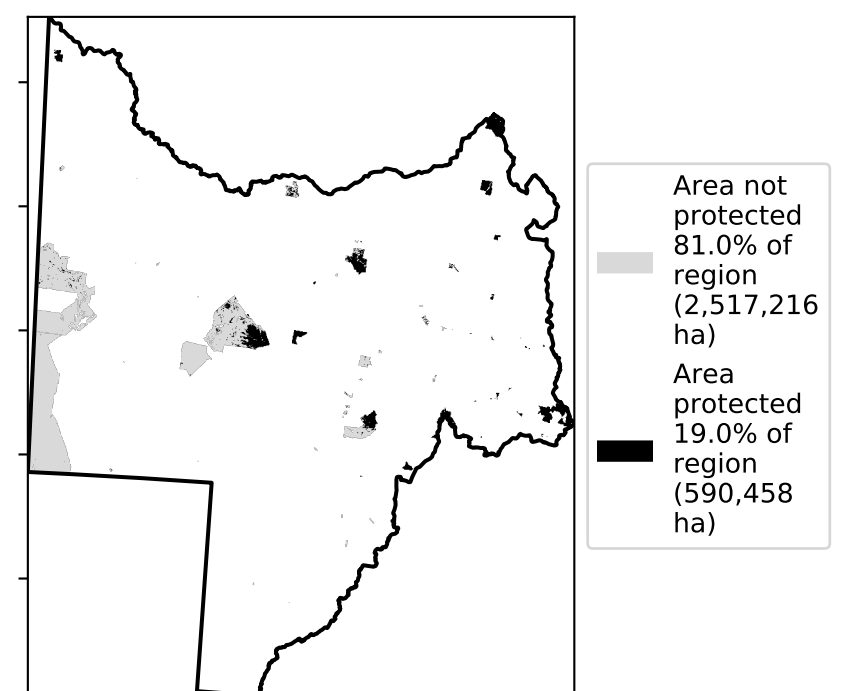 Area not
protected
81.0% of
region
(2,517,216
ha)
Area
protected
19.0% of
region
(590,458
ha)